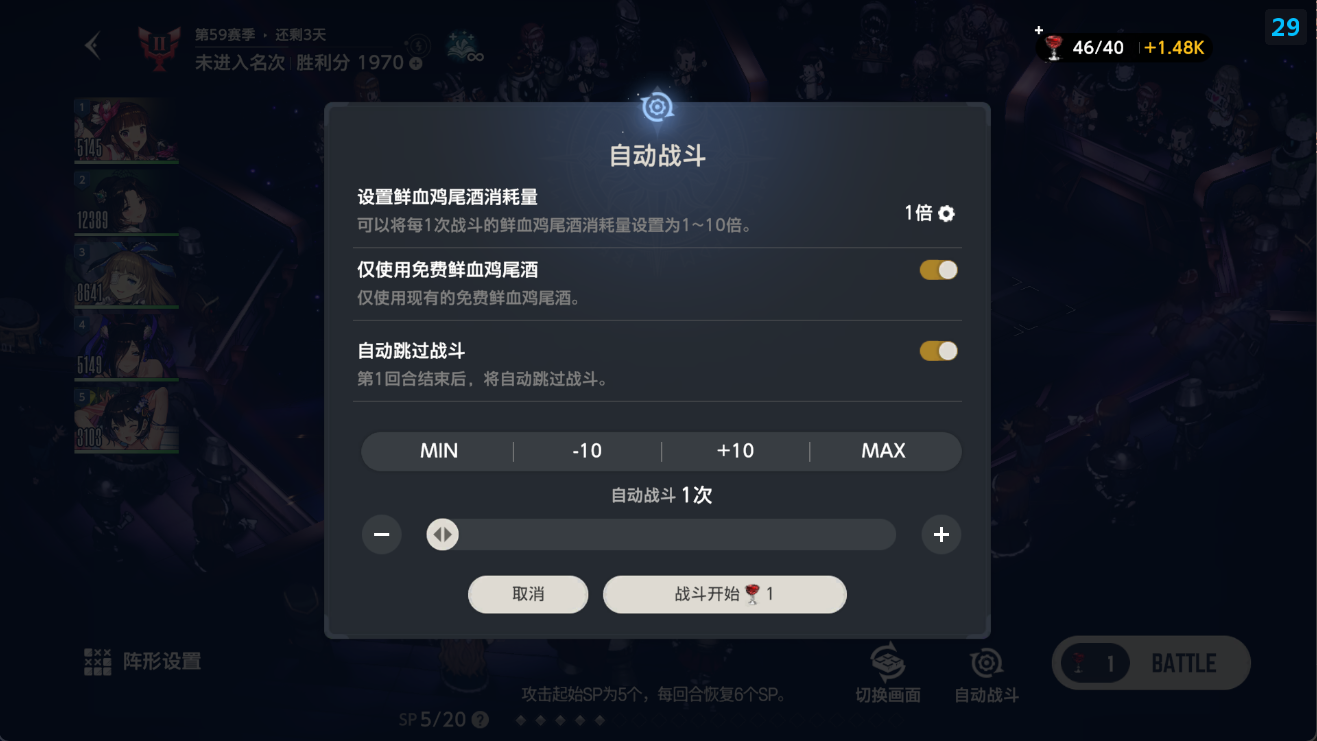 29
第59赛季 · 还剩3天
未进入名次 胜利分 1970
46/40 +1.48K
1
5145
2
12389
3
8641
4
5149
5
3103
自动战斗
设置鲜血鸡尾酒消耗量
可以将每1次战斗的鲜血鸡尾酒消耗量设置为1~10倍。
1倍
仅使用免费鲜血鸡尾酒
仅使用现有的免费鲜血鸡尾酒。
自动跳过战斗
第1回合结束后，将自动跳过战斗。
MIN -10 +10 MAX
自动战斗 1次
取消 战斗开始 1
阵形设置
攻击起始SP为5个，每回合恢复6个SP。
SP 5/20 ?
切换画面 自动战斗
1 BATTLE